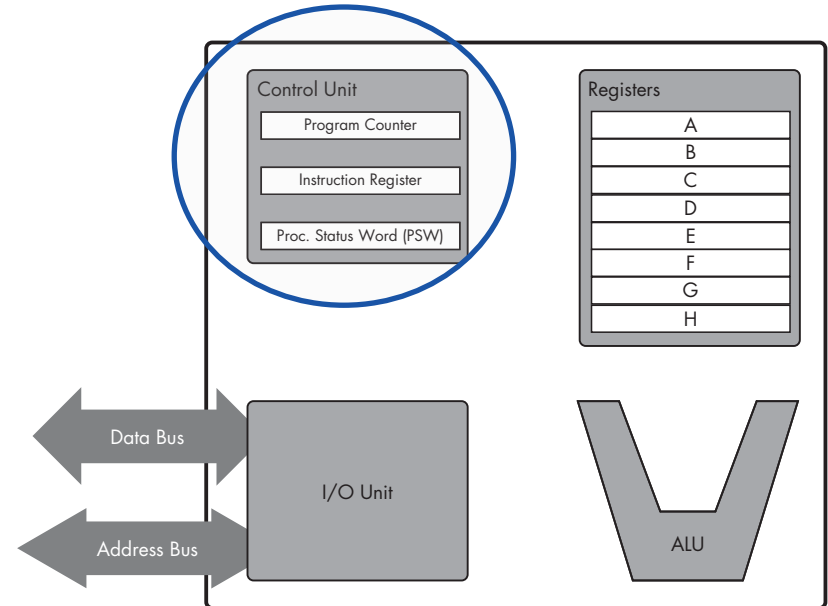 Control Unit
Program Counter
Instruction Register
Proc. Status Word (PSW)
Registers
A
B
C
D
E
F
G
H
Data Bus
Address Bus
I/O Unit
ALU